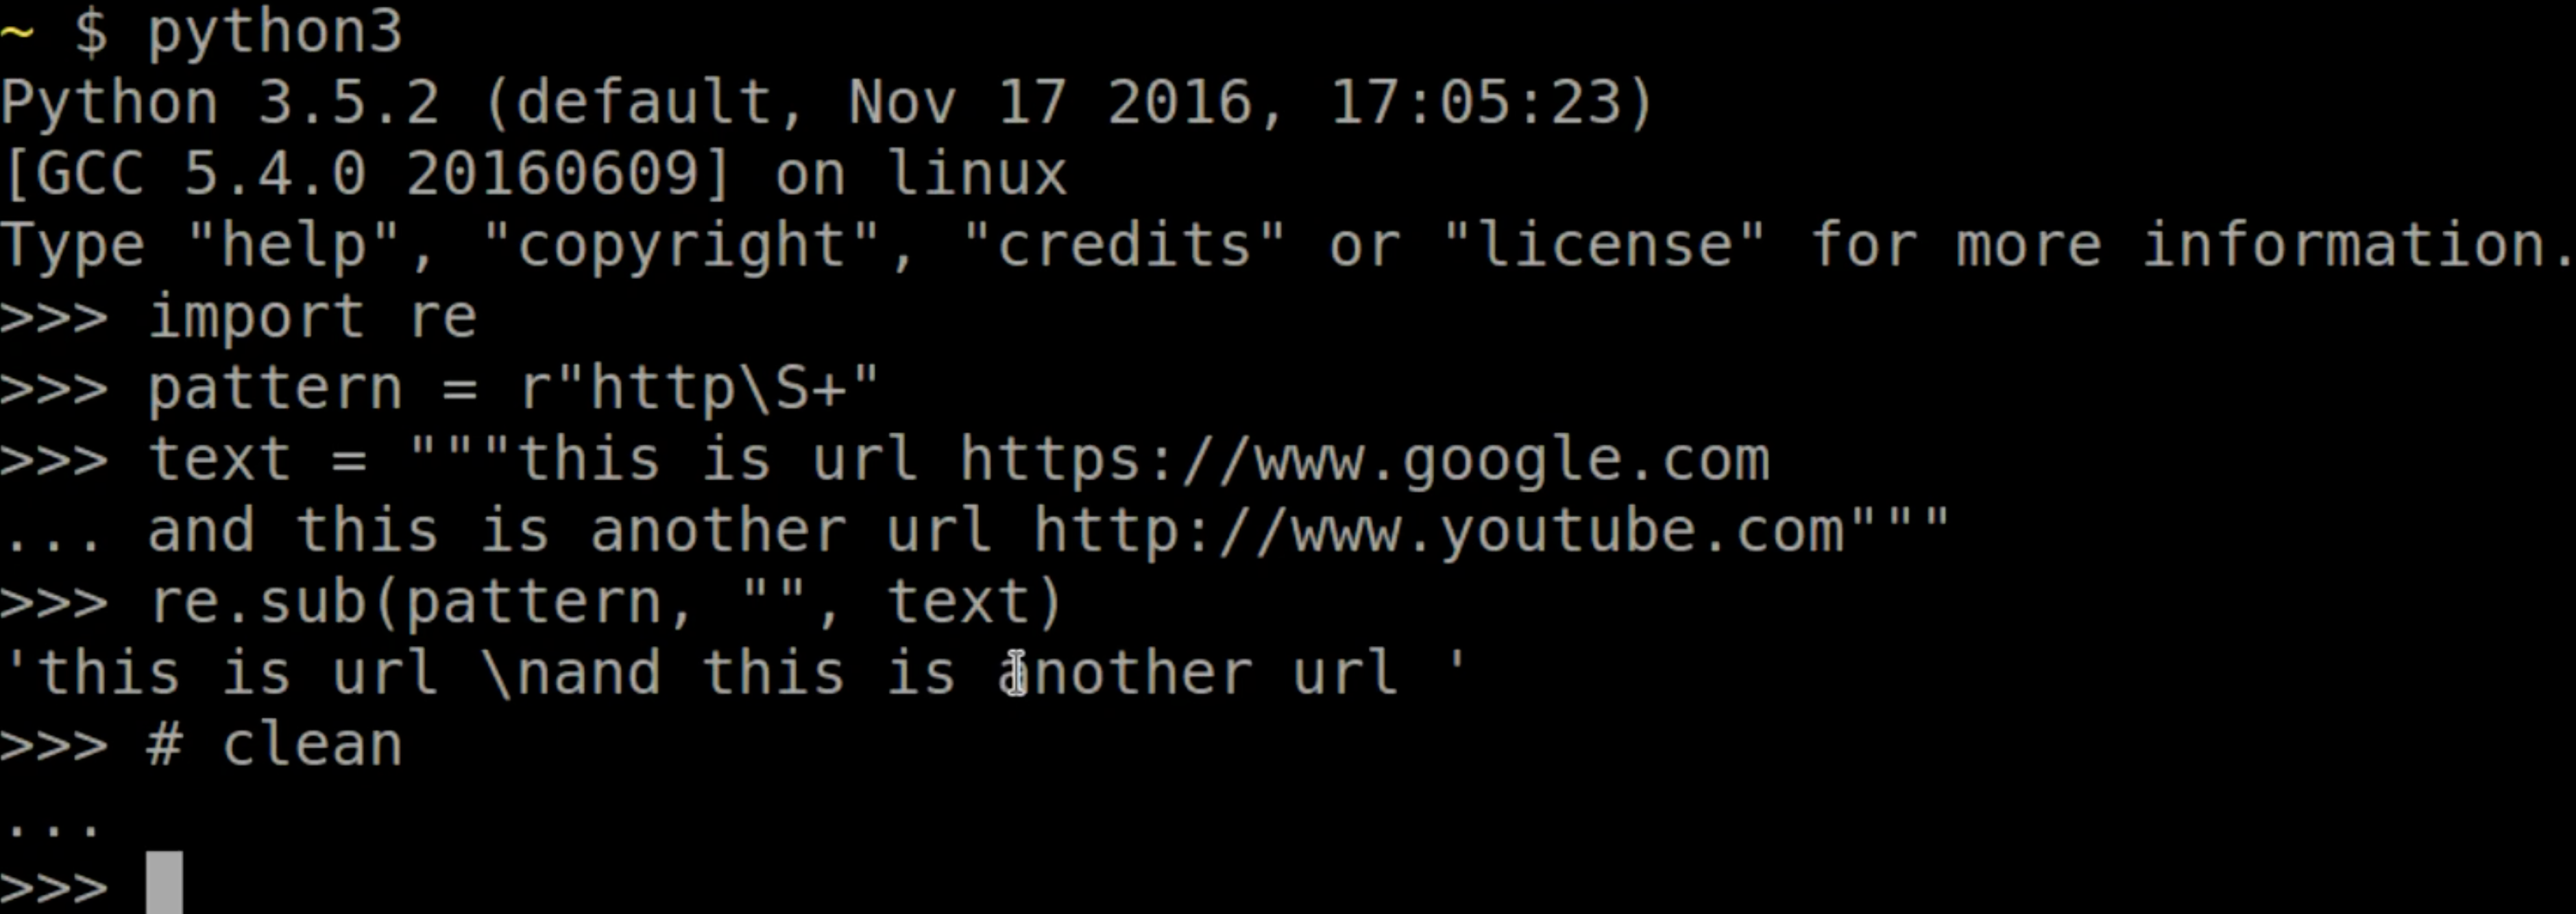 ~ $ python3
Python 3.5.2 (default, Nov 17 2016, 17:05:23)
[GCC 5.4.0 20160609] on linux
Type "help", "copyright", "credits" or "license" for more information.
>>> import re
>>> pattern = r"http\S+"
>>> text = """this is url https://www.google.com
... and this is another url http://www.youtube.com"""
>>> re.sub(pattern, "", text)
'this is url \nand this is another url '
>>> # clean
...
>>>